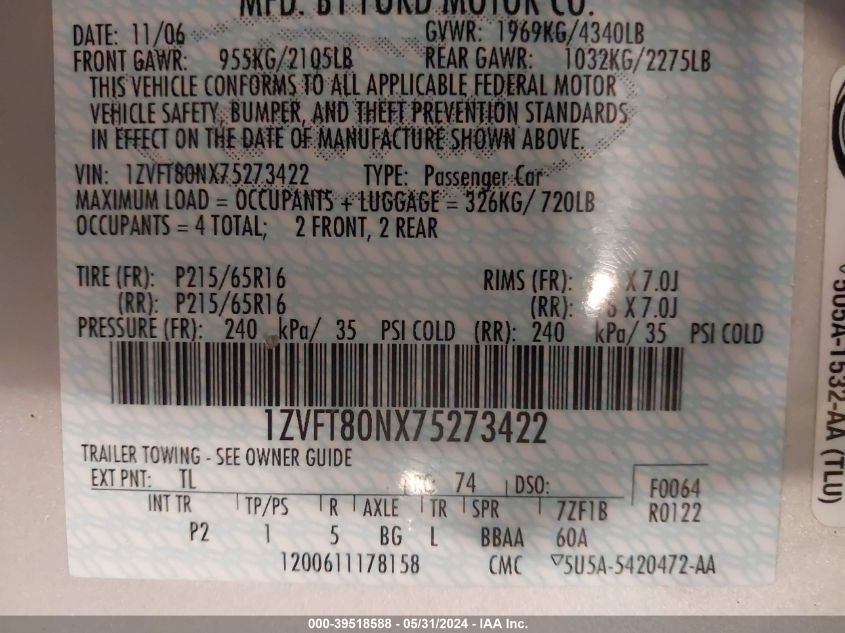 MFD. BY FORD MOTOR CO.
DATE: 11/06 GVWR: 1969KG/4340LB
FRONT GAWR: 955KG/2105LB REAR GAWR: 1032KG/2275LB
THIS VEHICLE CONFORMS TO ALL APPLICABLE FEDERAL MOTOR
VEHICLE SAFETY, BUMPER, AND THEFT PREVENTION STANDARDS
IN EFFECT ON THE DATE OF MANUFACTURE SHOWN ABOVE.
VIN: 1ZVFT80NX75273422 TYPE: Passenger Car
MAXIMUM LOAD = OCCUPANTS + LUGGAGE = 326KG/ 720LB
OCCUPANTS = 4 TOTAL; 2 FRONT, 2 REAR
TIRE (FR): P215/65R16 RIMS (FR): X 7.0J
(RR): P215/65R16 (RR): X 7.0J
PRESSURE (FR): 240 kPa/ 35 PSI COLD (RR): 240 kPa/ 35 PSI COLD
1ZVFT80NX75273422
TRAILER TOWING - SEE OWNER GUIDE
EXT PNT: TL 74 DSO: F0064
INT TR TP/PS R AXLE TR SPR 7ZF1B R0122
P2 1 5 BG L BBAA 60A
1200611178158 CMC 5U5A-5420472-AA
5U5A-1532-AA (TLU)
000-39518588 - 05/31/2024 - IAA Inc.